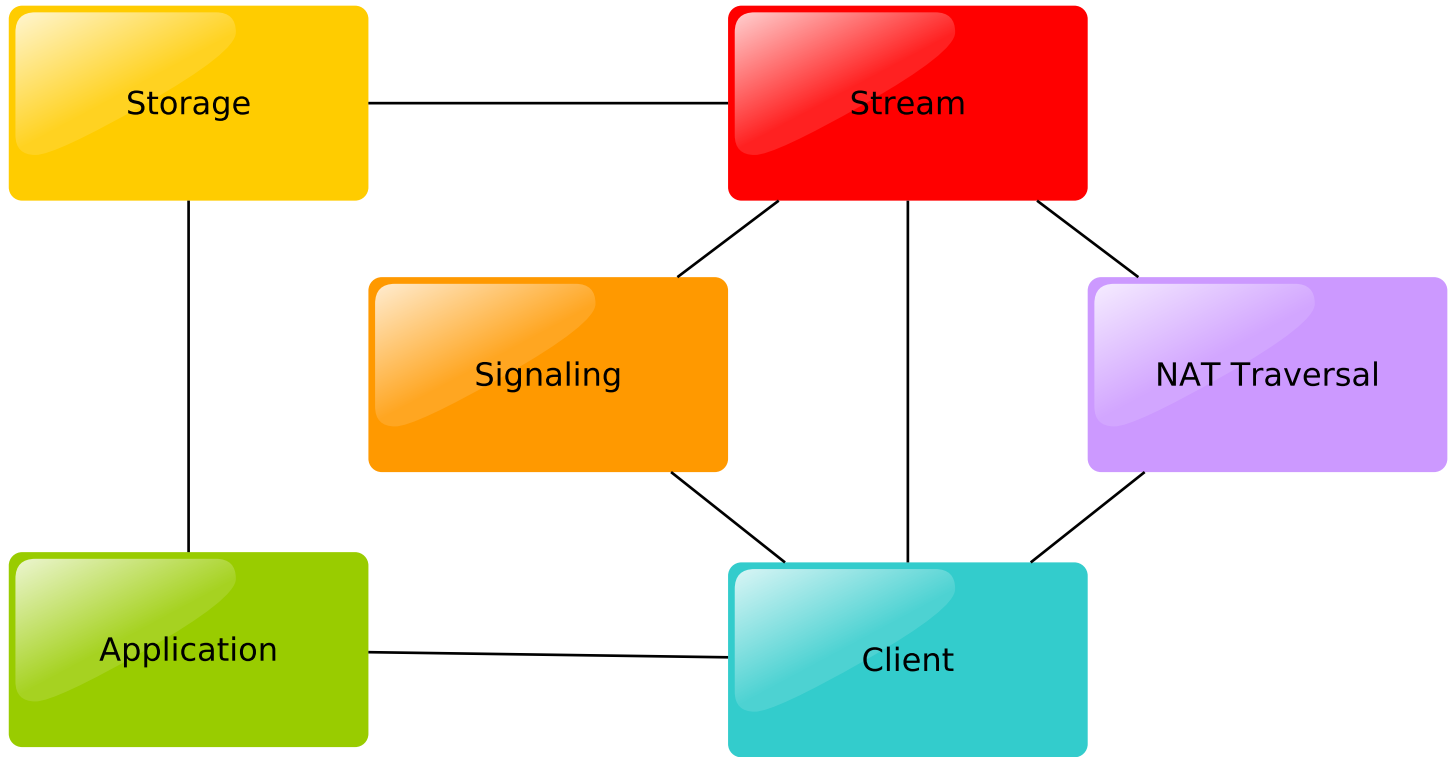 Storage
Stream
Signaling
NAT Traversal
Application
Client